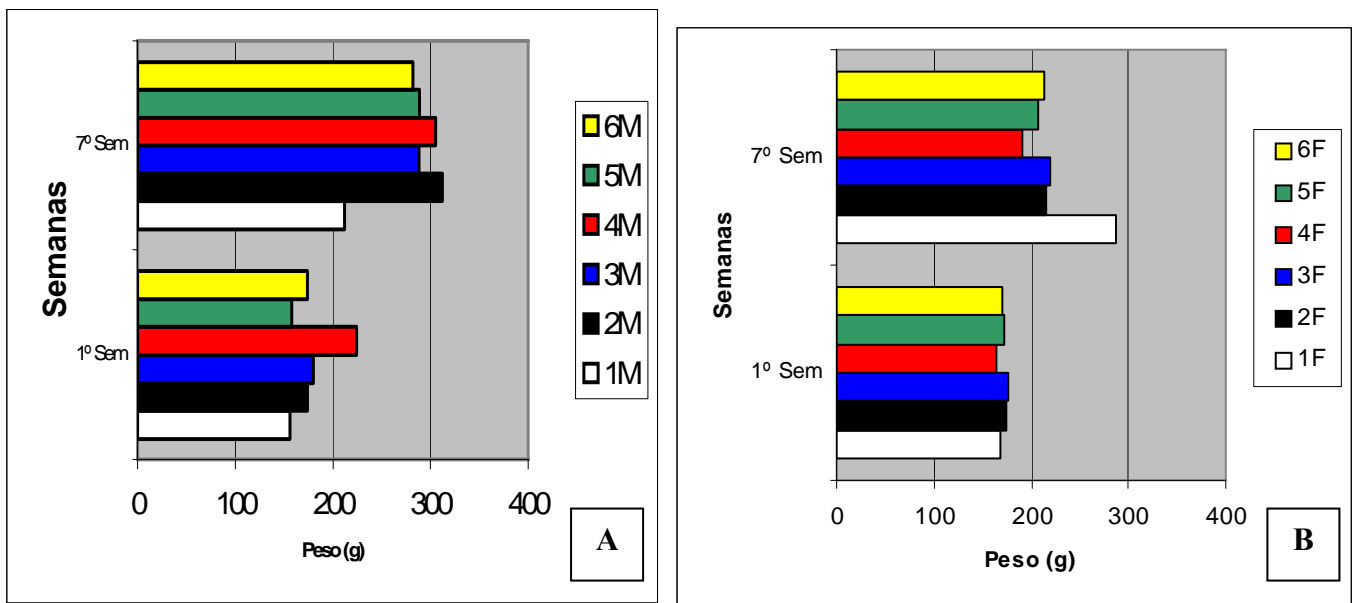 7º Sem
1º Sem
Semanas
0 100 200 300 400
Peso (g)
6M
5M
4M
3M
2M
1M
A
7º Sem
1º Sem
Semanas
0 100 200 300 400
Peso (g)
6F
5F
4F
3F
2F
1F
B